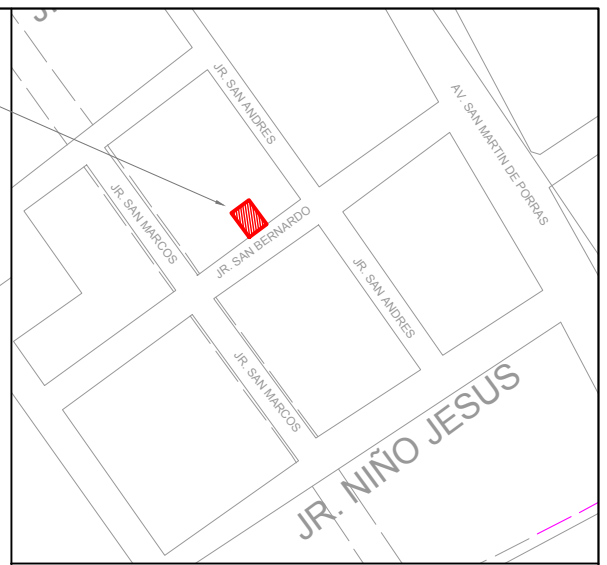 JR. SAN ANDRES
AV. SAN MARTIN DE PORRAS
JR. SAN MARCOS
JR. SAN BERNARDO
JR. SAN ANDRES
JR. SAN MARCOS
JR. NIÑO JESUS